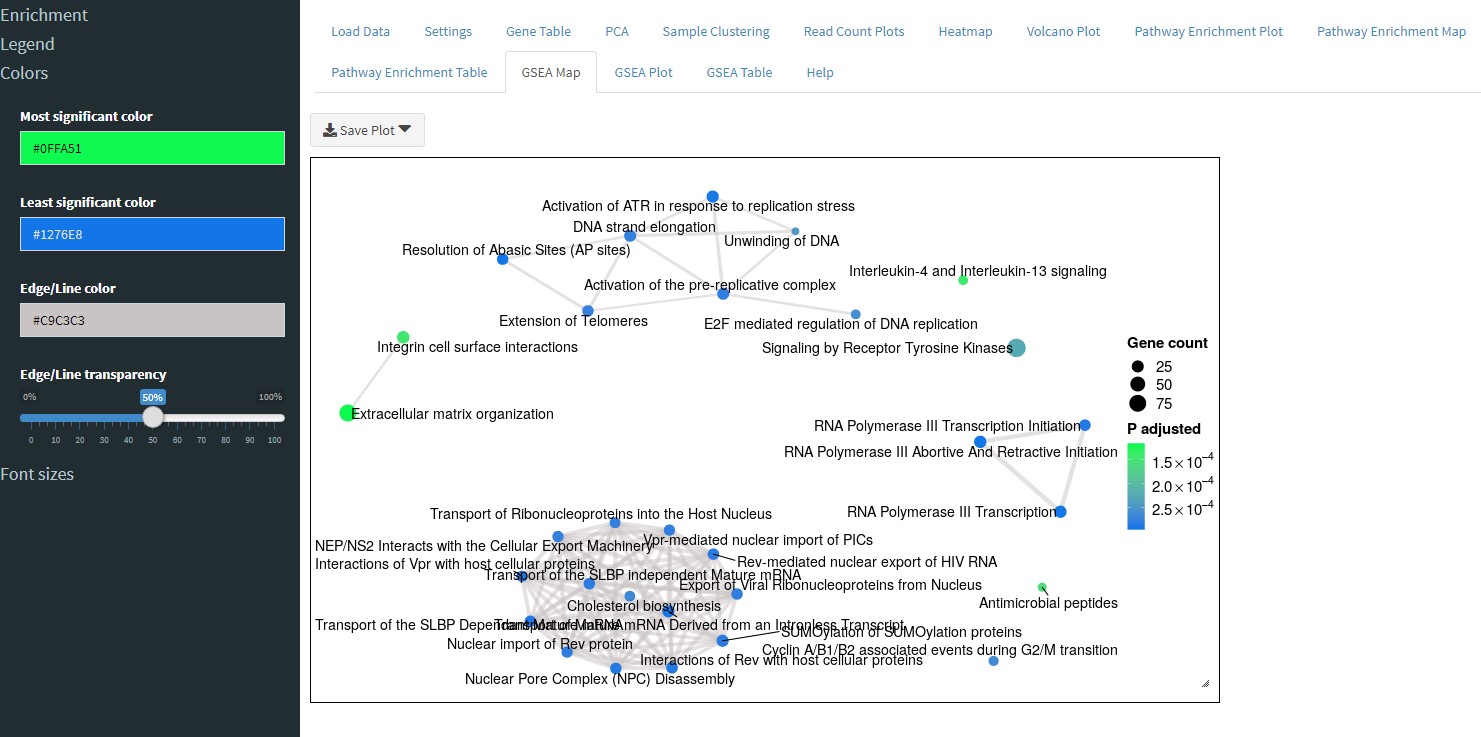 Enrichment
Legend
Colors
Most significant color
#0FFA51
Least significant color
#1276E8
Edge/Line color
#C9C3C3
Edge/Line transparency
0% 50% 100%
0 10 20 30 40 50 60 70 80 90 100
Font sizes
Load Data Settings Gene Table PCA Sample Clustering Read Count Plots Heatmap Volcano Plot Pathway Enrichment Plot Pathway Enrichment Map
Pathway Enrichment Table GSEA Map GSEA Plot GSEA Table Help
Save Plot
Activation of ATR in response to replication stress
DNA strand elongation
Unwinding of DNA
Resolution of Abasic Sites (AP sites)
Interleukin-4 and Interleukin-13 signaling
Activation of the pre-replicative complex
Extension of Telomeres
E2F mediated regulation of DNA replication
Integrin cell surface interactions
Signaling by Receptor Tyrosine Kinases
Extracellular matrix organization
RNA Polymerase III Transcription Initiation
RNA Polymerase III Abortive And Retractive Initiation
RNA Polymerase III Transcription
Gene count
25
50
75
P adjusted
1.5×10⁻⁴
2.0×10⁻⁴
2.5×10⁻⁴
Transport of Ribonucleoproteins into the Host Nucleus
Vpr-mediated nuclear import of PICs
NEP/NS2 Interacts with the Cellular Export Machinery
Rev-mediated nuclear export of HIV RNA
Interactions of Vpr with host cellular proteins
Transport of the SLBP independent Mature mRNA
Export of Viral Ribonucleoproteins from Nucleus
Antimicrobial peptides
Cholesterol biosynthesis
Transport of the SLBP Dependant Mature mRNA
Transport of Mature mRNA Derived from an Intronless Transcript
SUMOylation of SUMOylation proteins
Nuclear import of Rev protein
Cyclin A/B1/B2 associated events during G2/M transition
Interactions of Rev with host cellular proteins
Nuclear Pore Complex (NPC) Disassembly